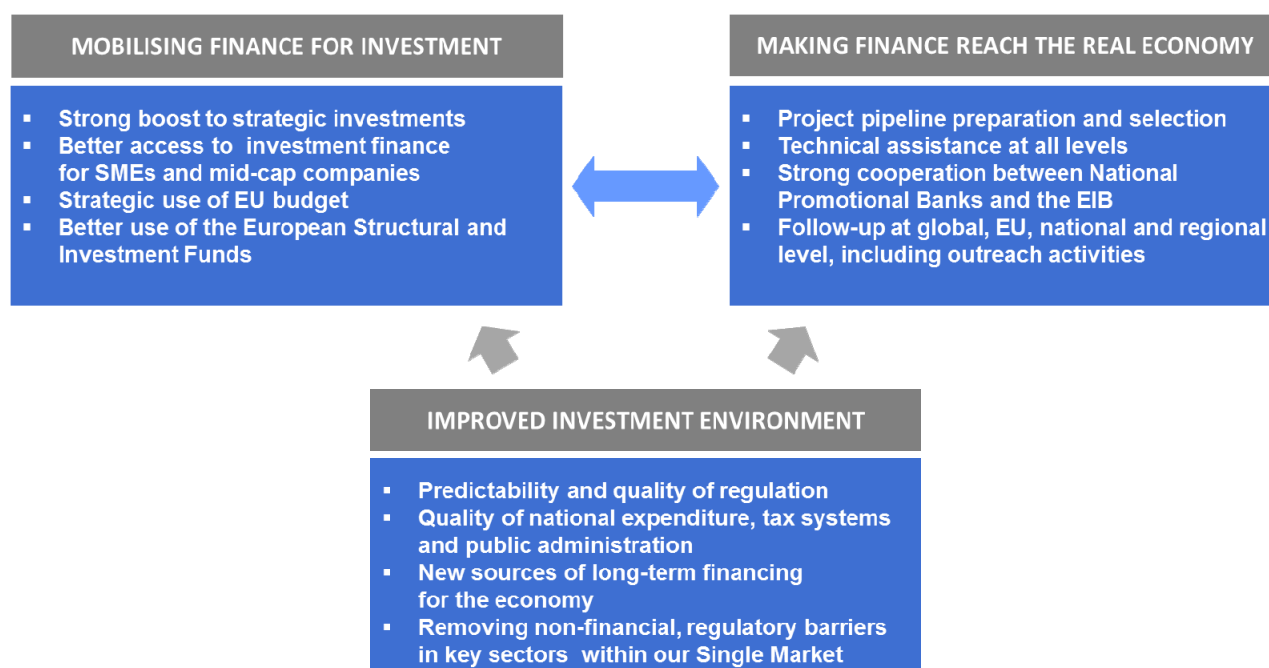 MOBILISING FINANCE FOR INVESTMENT
▪ Strong boost to strategic investments
▪ Better access to investment finance
for SMEs and mid-cap companies
▪ Strategic use of EU budget
▪ Better use of the European Structural and
Investment Funds
MAKING FINANCE REACH THE REAL ECONOMY
▪ Project pipeline preparation and selection
▪ Technical assistance at all levels
▪ Strong cooperation between National
Promotional Banks and the EIB
▪ Follow-up at global, EU, national and regional
level, including outreach activities
IMPROVED INVESTMENT ENVIRONMENT
▪ Predictability and quality of regulation
▪ Quality of national expenditure, tax systems
and public administration
▪ New sources of long-term financing
for the economy
▪ Removing non-financial, regulatory barriers
in key sectors within our Single Market